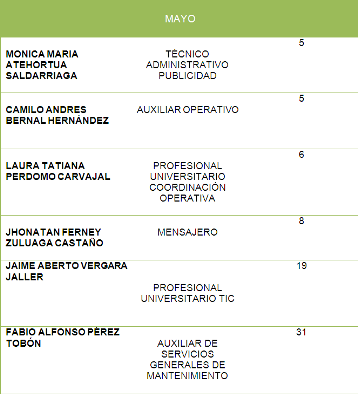 MAYO
5
MONICA MARIA TÉCNICO
ATEHORTUA ADMINISTRATIVO
SALDARRIAGA PUBLICIDAD
5
CAMILO ANDRES AUXILIAR OPERATIVO
BERNAL HERNÁNDEZ
6
LAURA TATIANA PROFESIONAL
PERDOMO CARVAJAL UNIVERSITARIO
COORDINACIÓN
OPERATIVA
8
JHONATAN FERNEY MENSAJERO
ZULUAGA CASTAÑO
JAIME ABERTO VERGARA 19
JALLER
PROFESIONAL
UNIVERSITARIO TIC
FABIO ALFONSO PÉREZ 31
TOBÓN AUXILIAR DE
SERVICIOS
GENERALES DE
MANTENIMIENTO